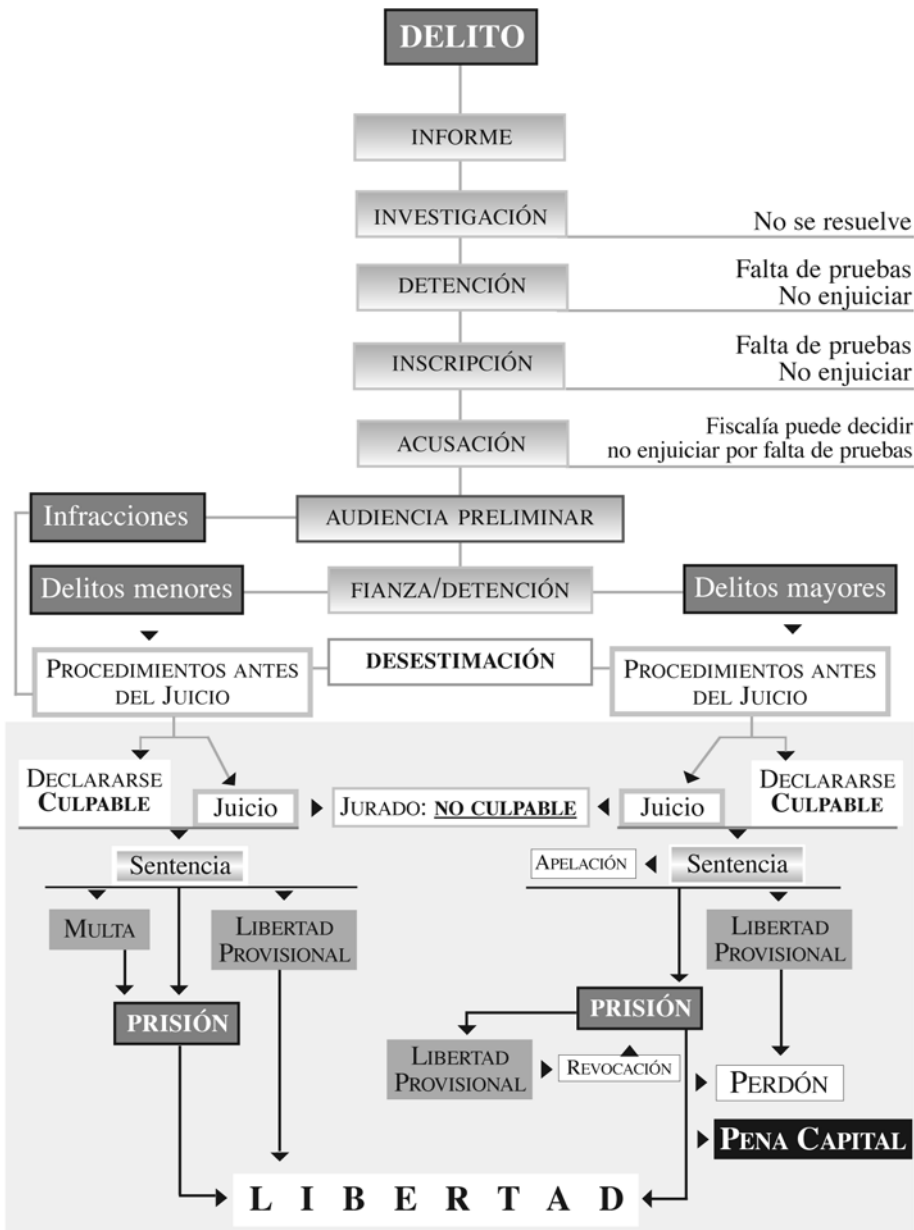 DELITO
INFORME
INVESTIGACIÓN
No se resuelve
DETENCIÓN
Falta de pruebas
No enjuiciar
INSCRIPCIÓN
Falta de pruebas
No enjuiciar
ACUSACIÓN
Fiscalía puede decidir
no enjuiciar por falta de pruebas
Infracciones
AUDIENCIA PRELIMINAR
Delitos menores
FIANZA/DETENCIÓN
Delitos mayores
PROCEDIMIENTOS ANTES
DEL JUICIO
DESESTIMACIÓN
PROCEDIMIENTOS ANTES
DEL JUICIO
DECLARARSE
CULPABLE
Juicio
JURADO: NO CULPABLE
Juicio
DECLARARSE
CULPABLE
Sentencia
APELACIÓN
Sentencia
MULTA
LIBERTAD
PROVISIONAL
LIBERTAD
PROVISIONAL
PRISIÓN
PRISIÓN
LIBERTAD
PROVISIONAL
REVOCACIÓN
PERDÓN
PENA CAPITAL
L I B E R T A D